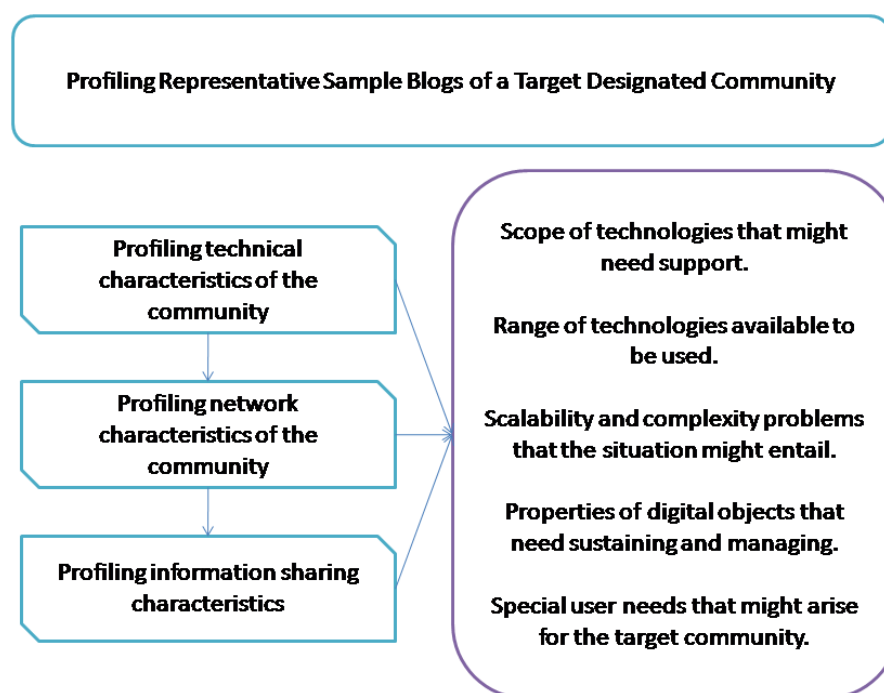 Profiling Representative Sample Blogs of a Target Designated Community
Profiling technical
characteristics of the
community
Profiling network
characteristics of the
community
Profiling information sharing
characteristics
Scope of technologies that might
need support.
Range of technologies available to
be used.
Scalability and complexity problems
that the situation might entail.
Properties of digital objects that
need sustaining and managing.
Special user needs that might arise
for the target community.